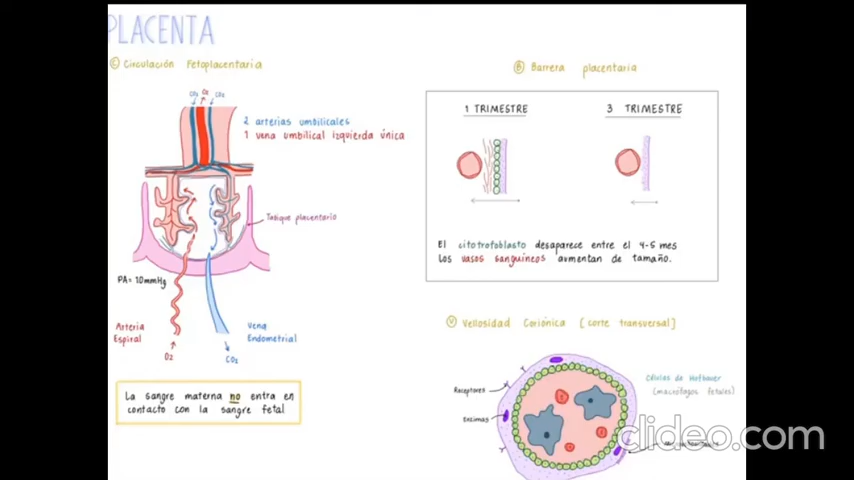 PLACENTA
© Circulación Fetoplacentaria
CO₂ O₂ CO₂
2 arterias umbilicales
1 vena umbilical izquierda única
Tabique placentario
PA = 10mmHg
Arteria
Espiral
O2
Vena
Endometrial
CO₂
La sangre materna no entra en
contacto con la sangre fetal
Barrera placentaria
1 TRIMESTRE
3 TRIMESTRE
El citotrofoblasto desaparece entre el 4-5 mes
Los vasos sanguíneos aumentan de tamaño.
Vellosidad Coriónica [corte transversal]
Receptores
Enzimas
Células de Hofbauer
(macrófagos fetales)
clideo.com